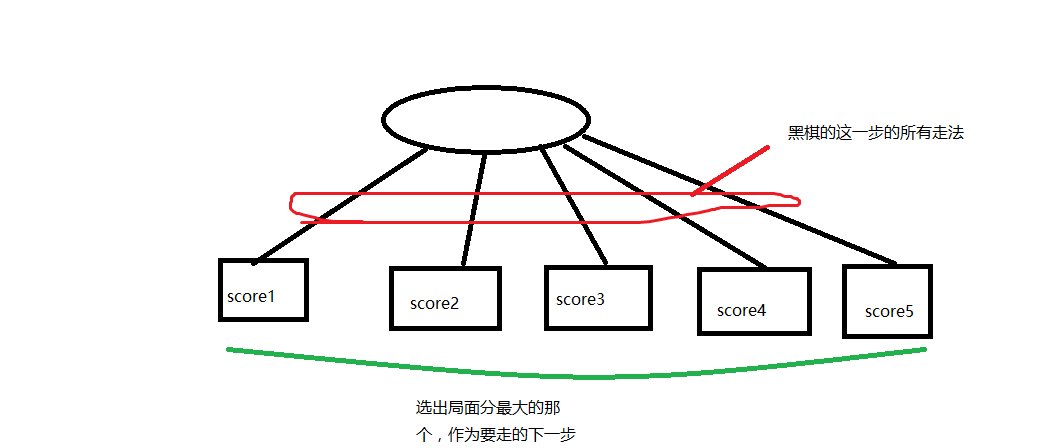 黑棋的这一步的所有走法
score1
score2
score3
score4
score5
选出局面分最大的那
个，作为要走的下一步